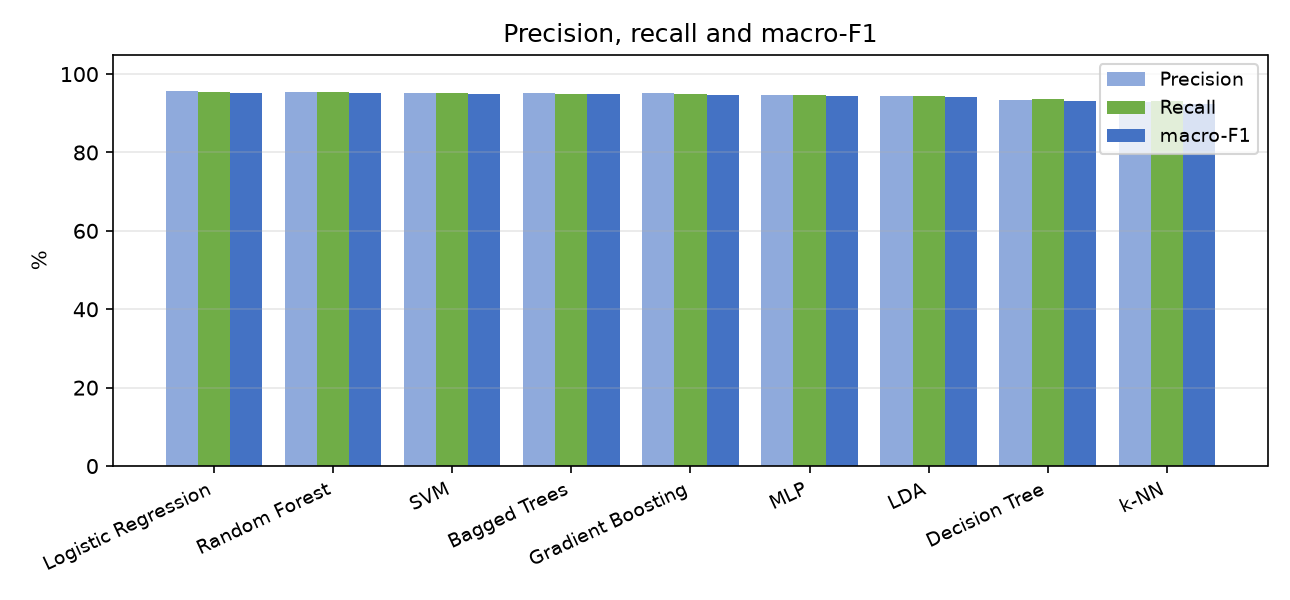 Precision, recall and macro-F1
100
80
60
40
20
0
%
Precision
Recall
macro-F1
Logistic Regression
Random Forest
SVM
Bagged Trees
Gradient Boosting
MLP
LDA
Decision Tree
k-NN